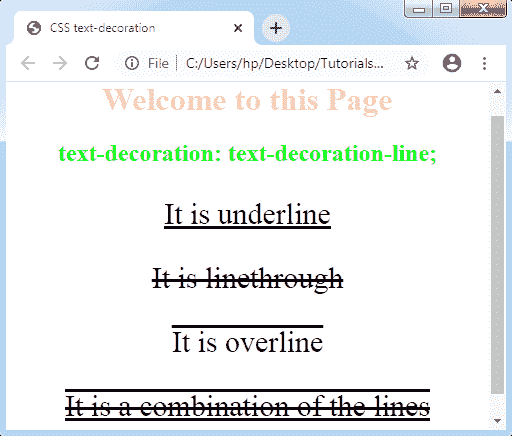 CSS text-decoration
File C:/Users/hp/Desktop/Tutorials...
Welcome to this Page
text-decoration: text-decoration-line;
It is underline
It is linethrough
It is overline
It is a combination of the lines